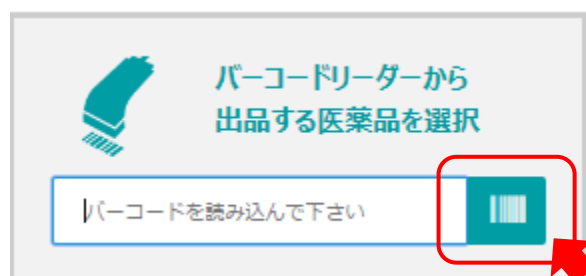 バーコードリーダーから
出品する医薬品を選択
バーコードを読み込んで下さい